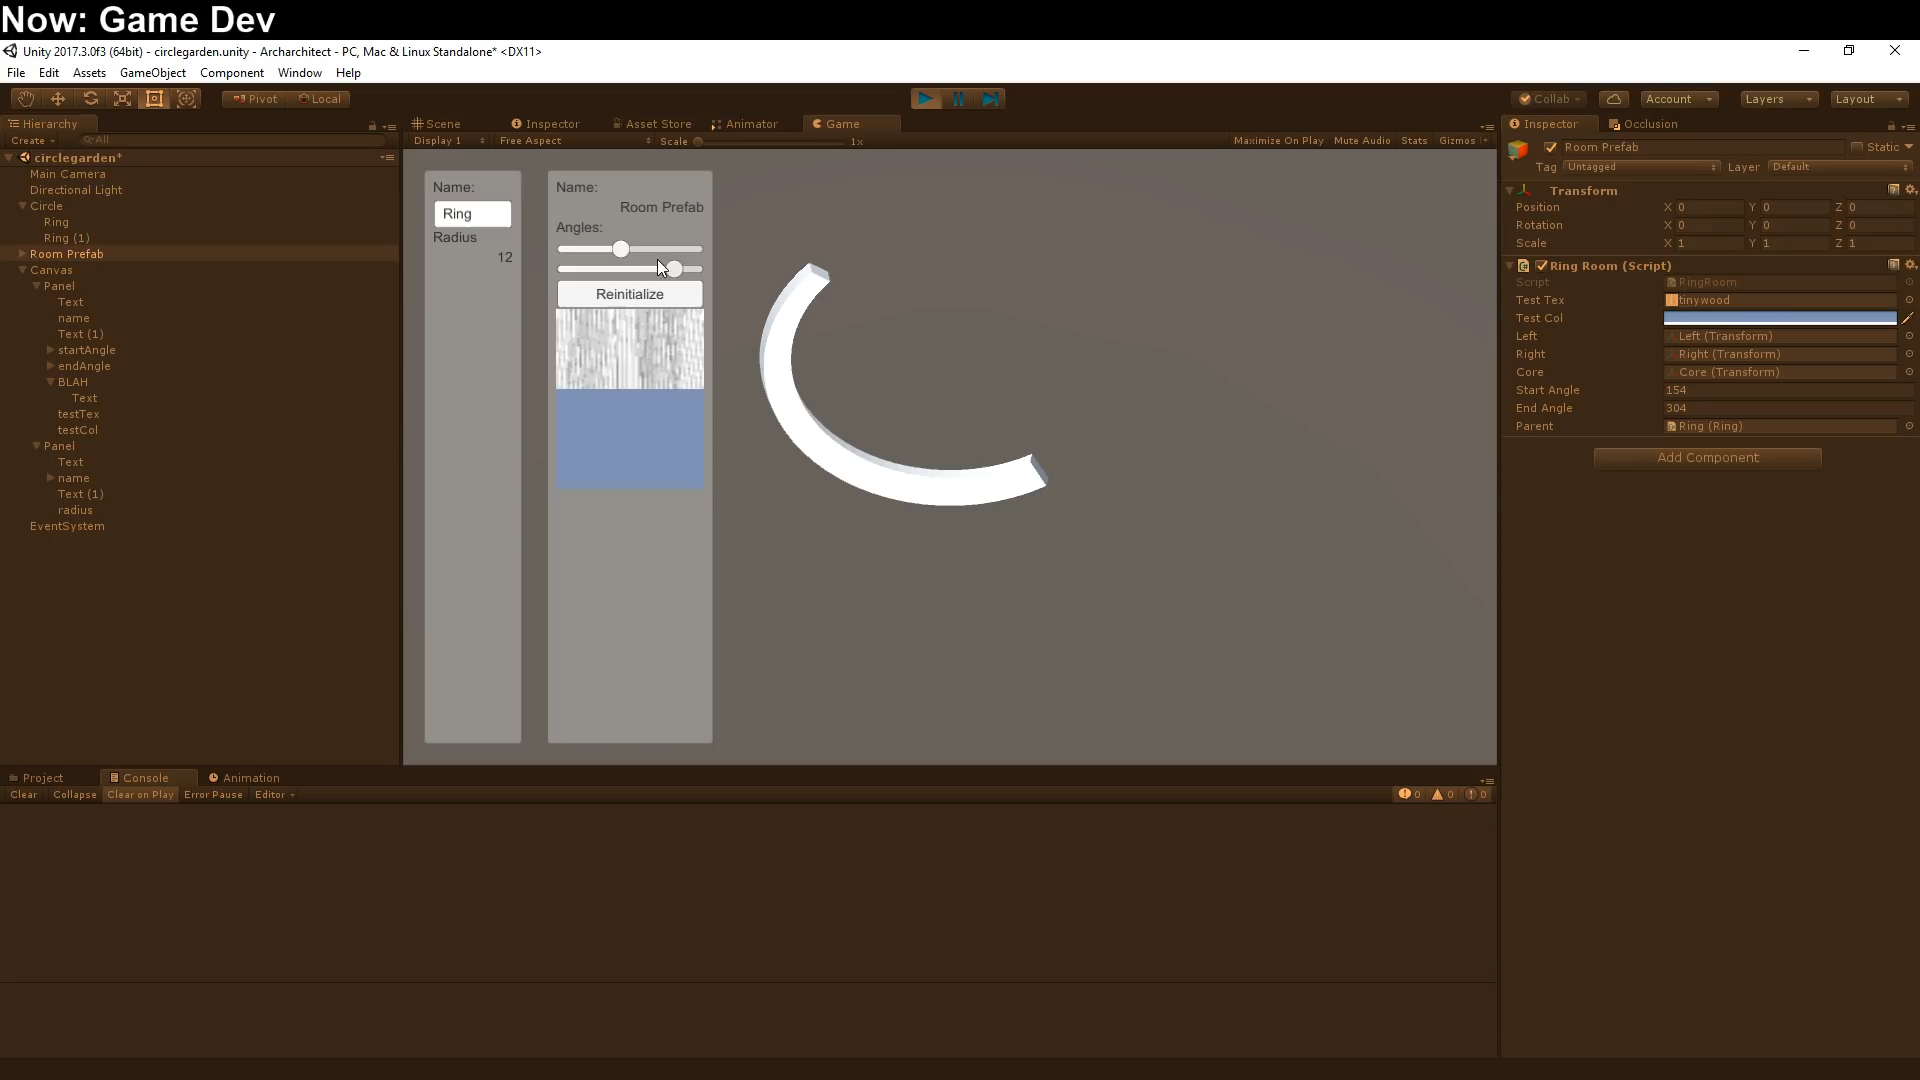 Now: Game Dev
Unity 2017.3.0f3 (64bit) - circlegarden.unity - Archarchitect - PC, Mac & Linux Standalone* <DX11>
File Edit Assets GameObject Component Window Help
Pivot Local Collab Account Layers Layout
Hierarchy
Create All
circlegarden*
Main Camera
Directional Light
Circle
Ring
Ring (1)
Room Prefab
Canvas
Panel
Text
name
Text (1)
startAngle
endAngle
BLAH
Text
testTex
testCol
Panel
Text
name
Text (1)
radius
EventSystem
Scene Inspector Asset Store Animator Game
Display 1 Free Aspect Scale 1x Maximize On Play Mute Audio Stats Gizmos
Name:
Ring
Radius
12
Name:
Room Prefab
Angles:
Reinitialize
Inspector Occlusion
Room Prefab Static
Tag Untagged Layer Default
Transform
Position X 0 Y 0 Z 0
Rotation X 0 Y 0 Z 0
Scale X 1 Y 1 Z 1
Ring Room (Script)
Script RingRoom
Test Tex tinywood
Test Col
Left Left (Transform)
Right Right (Transform)
Core Core (Transform)
Start Angle 154
End Angle 304
Parent Ring (Ring)
Add Component
Project Console Animation
Clear Collapse Clear on Play Error Pause Editor 0 0 0